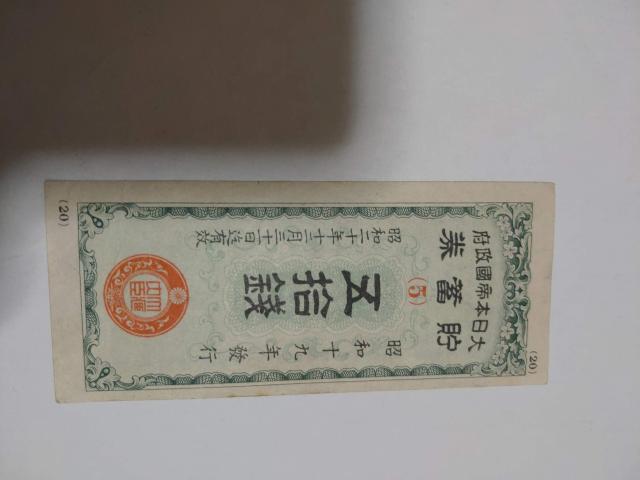 (20)
大日本帝國政府
貯蓄券
昭和十九年發行
(5)
五拾錢
昭和二十年十二月三十一日迄有效
(20)